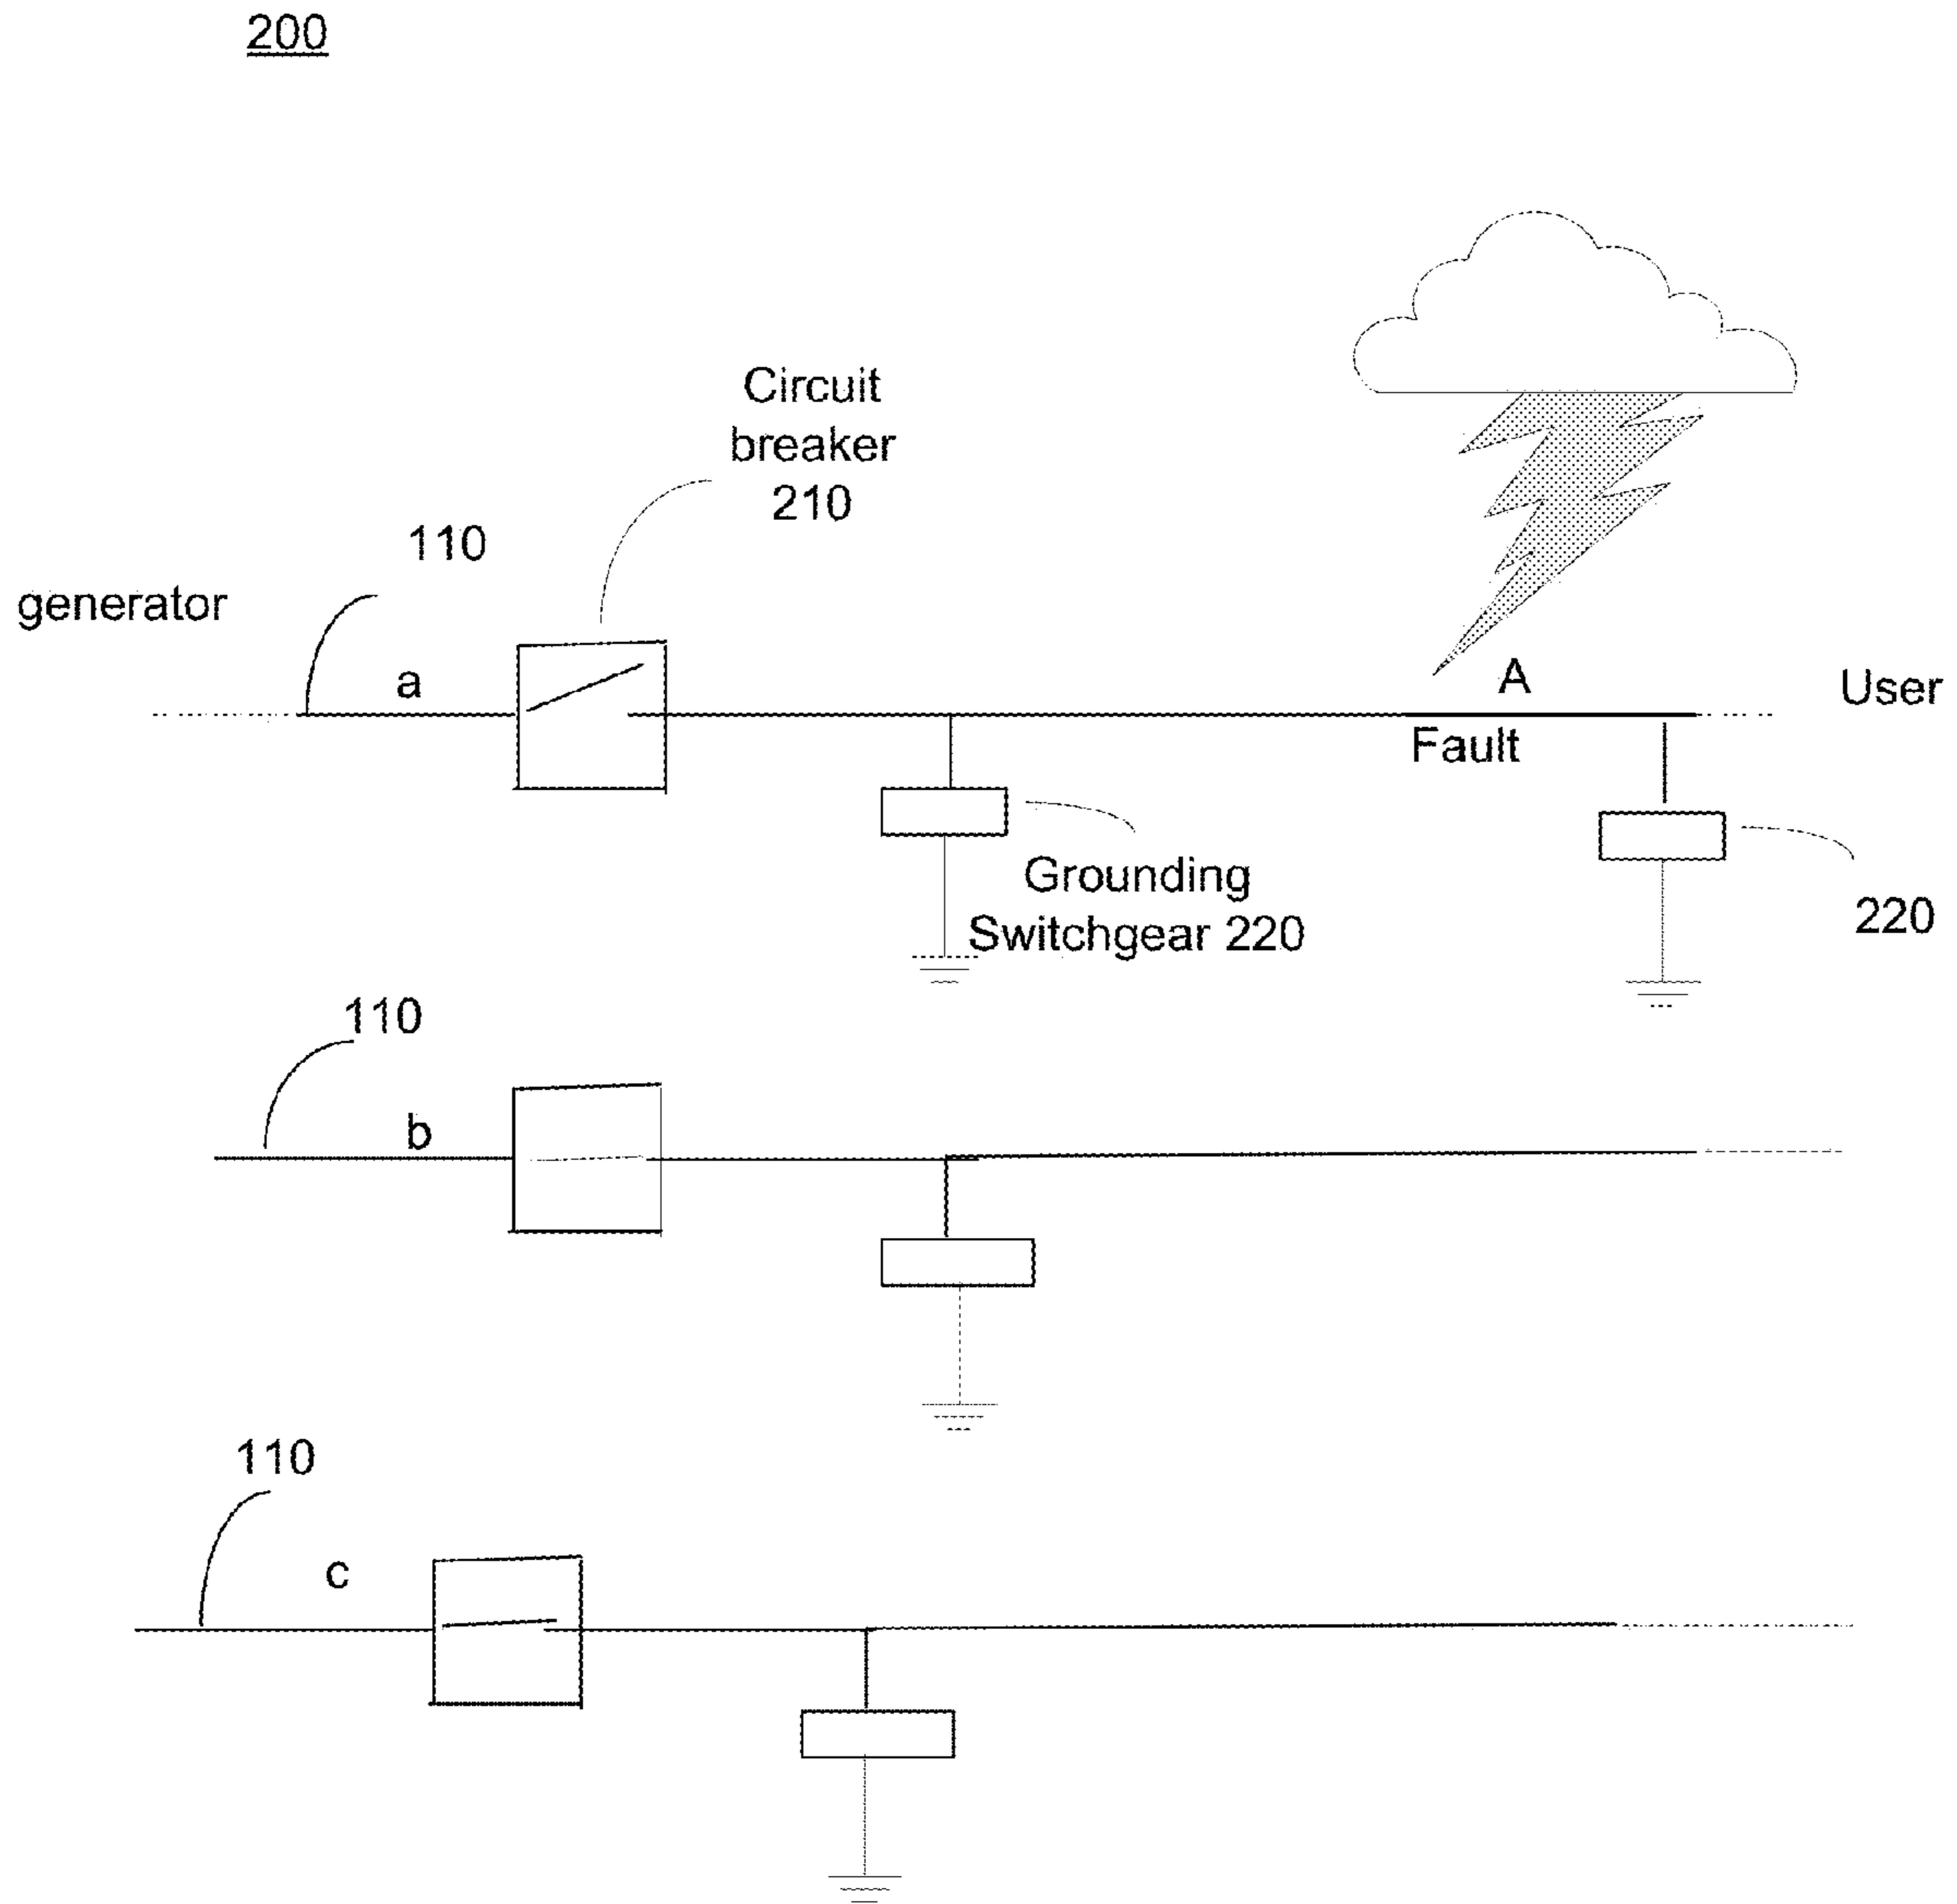 200
Circuit
breaker
210
110
generator
a
A
User
Fault
Grounding
Switchgear 220
220
110
b
110
c